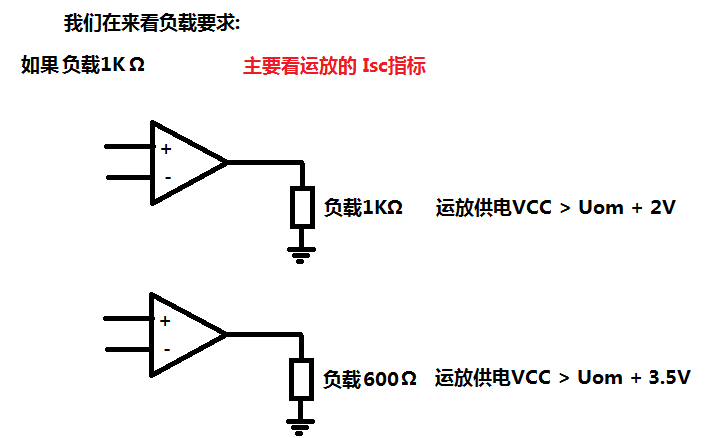 我们在来看负载要求:
如果 负载1K Ω 主要看运放的 Isc指标
+
-
负载1KΩ 运放供电VCC > Uom + 2V
+
-
负载600Ω 运放供电VCC > Uom + 3.5V